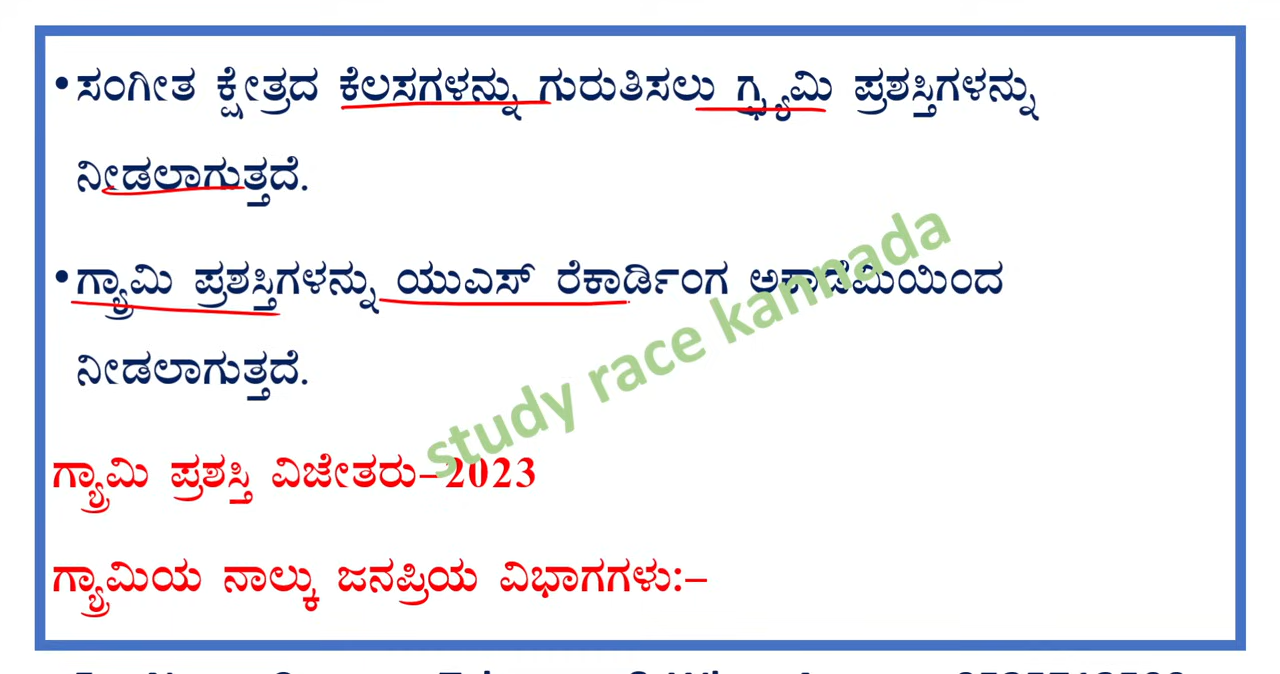 •ಸಂಗೀತ ಕ್ಷೇತ್ರದ ಕೆಲಸಗಳನ್ನು ಗುರುತಿಸಲು ಗ್ರ್ಯಮಿ ಪ್ರಶಸ್ತಿಗಳನ್ನು
ನೀಡಲಾಗುತ್ತದೆ.
•ಗ್ರ್ಯಾಮಿ ಪ್ರಶಸ್ತಿಗಳನ್ನು ಯುಎಸ್ ರೆಕಾರ್ಡಿಂಗ ಅಕಾಡೆಮಿಯಿಂದ
ನೀಡಲಾಗುತ್ತದೆ.
study race kannada
ಗ್ರ್ಯಾಮಿ ಪ್ರಶಸ್ತಿ ವಿಜೇತರು-2023
ಗ್ರ್ಯಾಮಿಯ ನಾಲ್ಕು ಜನಪ್ರಿಯ ವಿಭಾಗಗಳು:-